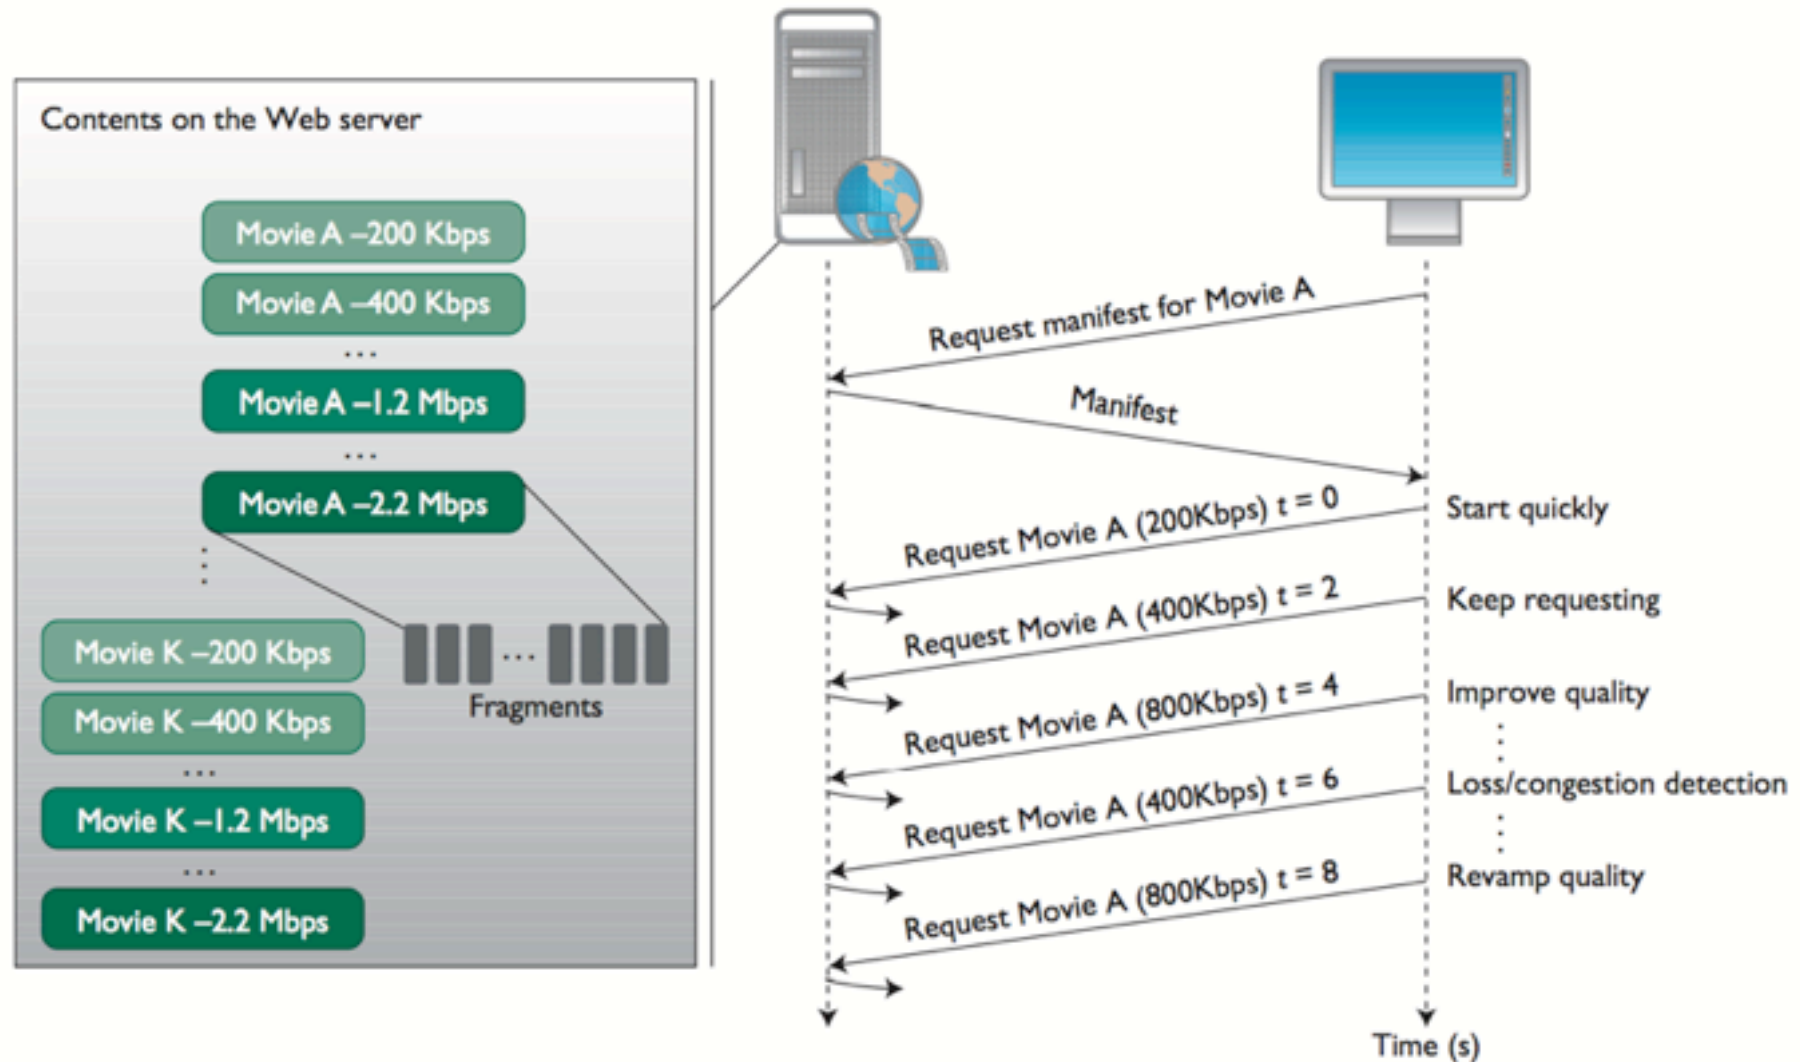 Contents on the Web server
Movie A –200 Kbps
Movie A –400 Kbps
...
Movie A –1.2 Mbps
...
Movie A –2.2 Mbps
Movie K –200 Kbps
Movie K –400 Kbps
...
Movie K –1.2 Mbps
...
Movie K –2.2 Mbps
...
Fragments
Request manifest for Movie A
Manifest
Request Movie A (200Kbps) t = 0
Start quickly
Request Movie A (400Kbps) t = 2
Keep requesting
Request Movie A (800Kbps) t = 4
Improve quality
Request Movie A (400Kbps) t = 6
Loss/congestion detection
Request Movie A (800Kbps) t = 8
Revamp quality
Time (s)